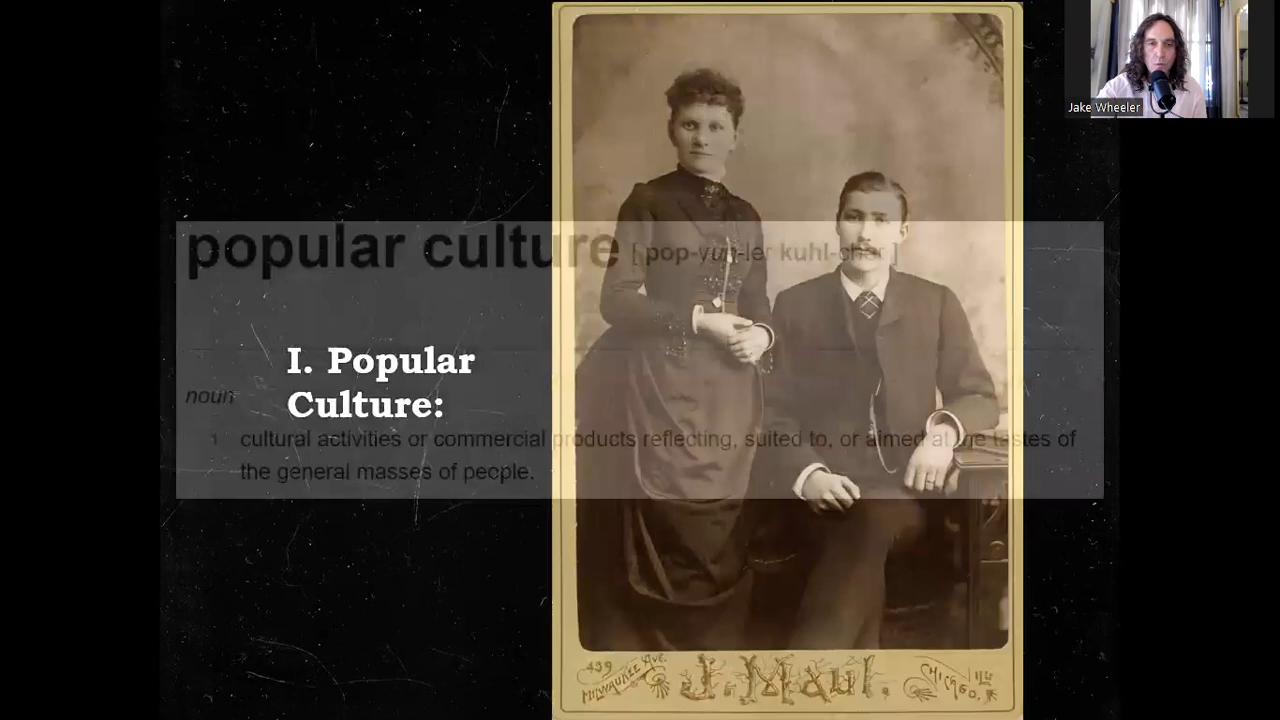 Jake Wheeler
popular culture [ pop-yuh-ler kuhl-cher ]
I. Popular
Culture:
noun
1 cultural activities or commercial products reflecting, suited to, or aimed at the tastes of
the general masses of people.
439
MILWAUKEE AVE.
J. Maul.
CHICAGO, ILL.